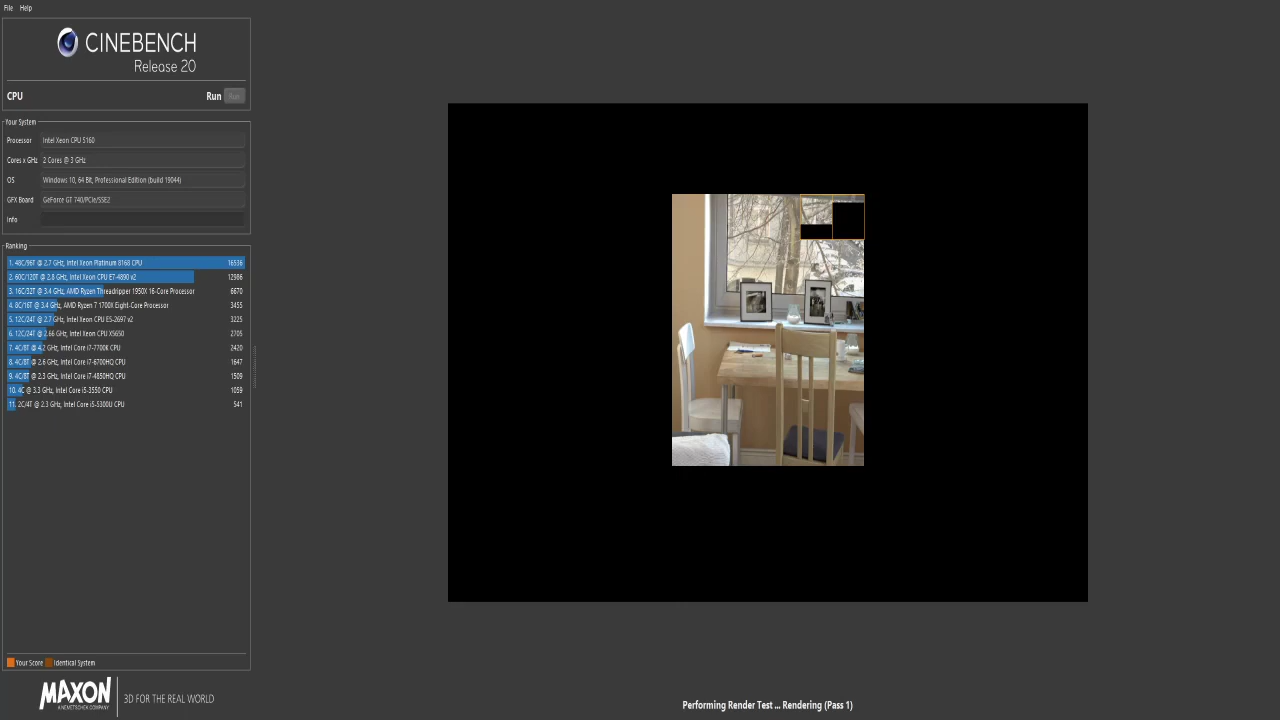 File Help
CINEBENCH
Release 20
CPU Run Run
Your System
Processor Intel Xeon CPU 5160
Cores x GHz 2 Cores @ 3 GHz
OS Windows 10, 64 Bit, Professional Edition (build 19044)
GFX Board GeForce GT 740/PCIe/SSE2
Info
Ranking
1. 48C/96T @ 2.7 GHz, Intel Xeon Platinum 8168 CPU 16536
2. 60C/120T @ 2.8 GHz, Intel Xeon CPU E7-4890 v2 12986
3. 16C/32T @ 3.4 GHz, AMD Ryzen Threadripper 1950X 16-Core Processor 6670
4. 8C/16T @ 3.4 GHz, AMD Ryzen 7 1700X Eight-Core Processor 3455
5. 12C/24T @ 2.7 GHz, Intel Xeon CPU E5-2697 v2 3225
6. 12C/24T @ 2.66 GHz, Intel Xeon CPU X5650 2705
7. 4C/8T @ 4.2 GHz, Intel Core i7-7700K CPU 2420
8. 4C/8T @ 2.6 GHz, Intel Core i7-6700HQ CPU 1647
9. 4C/8T @ 2.3 GHz, Intel Core i7-4850HQ CPU 1509
10. 4C @ 3.3 GHz, Intel Core i5-3550 CPU 1059
11. 2C/4T @ 2.3 GHz, Intel Core i5-5300U CPU 541
Your Score Identical System
MAXON
A NEMETSCHEK COMPANY
3D FOR THE REAL WORLD
Performing Render Test ... Rendering (Pass 1)